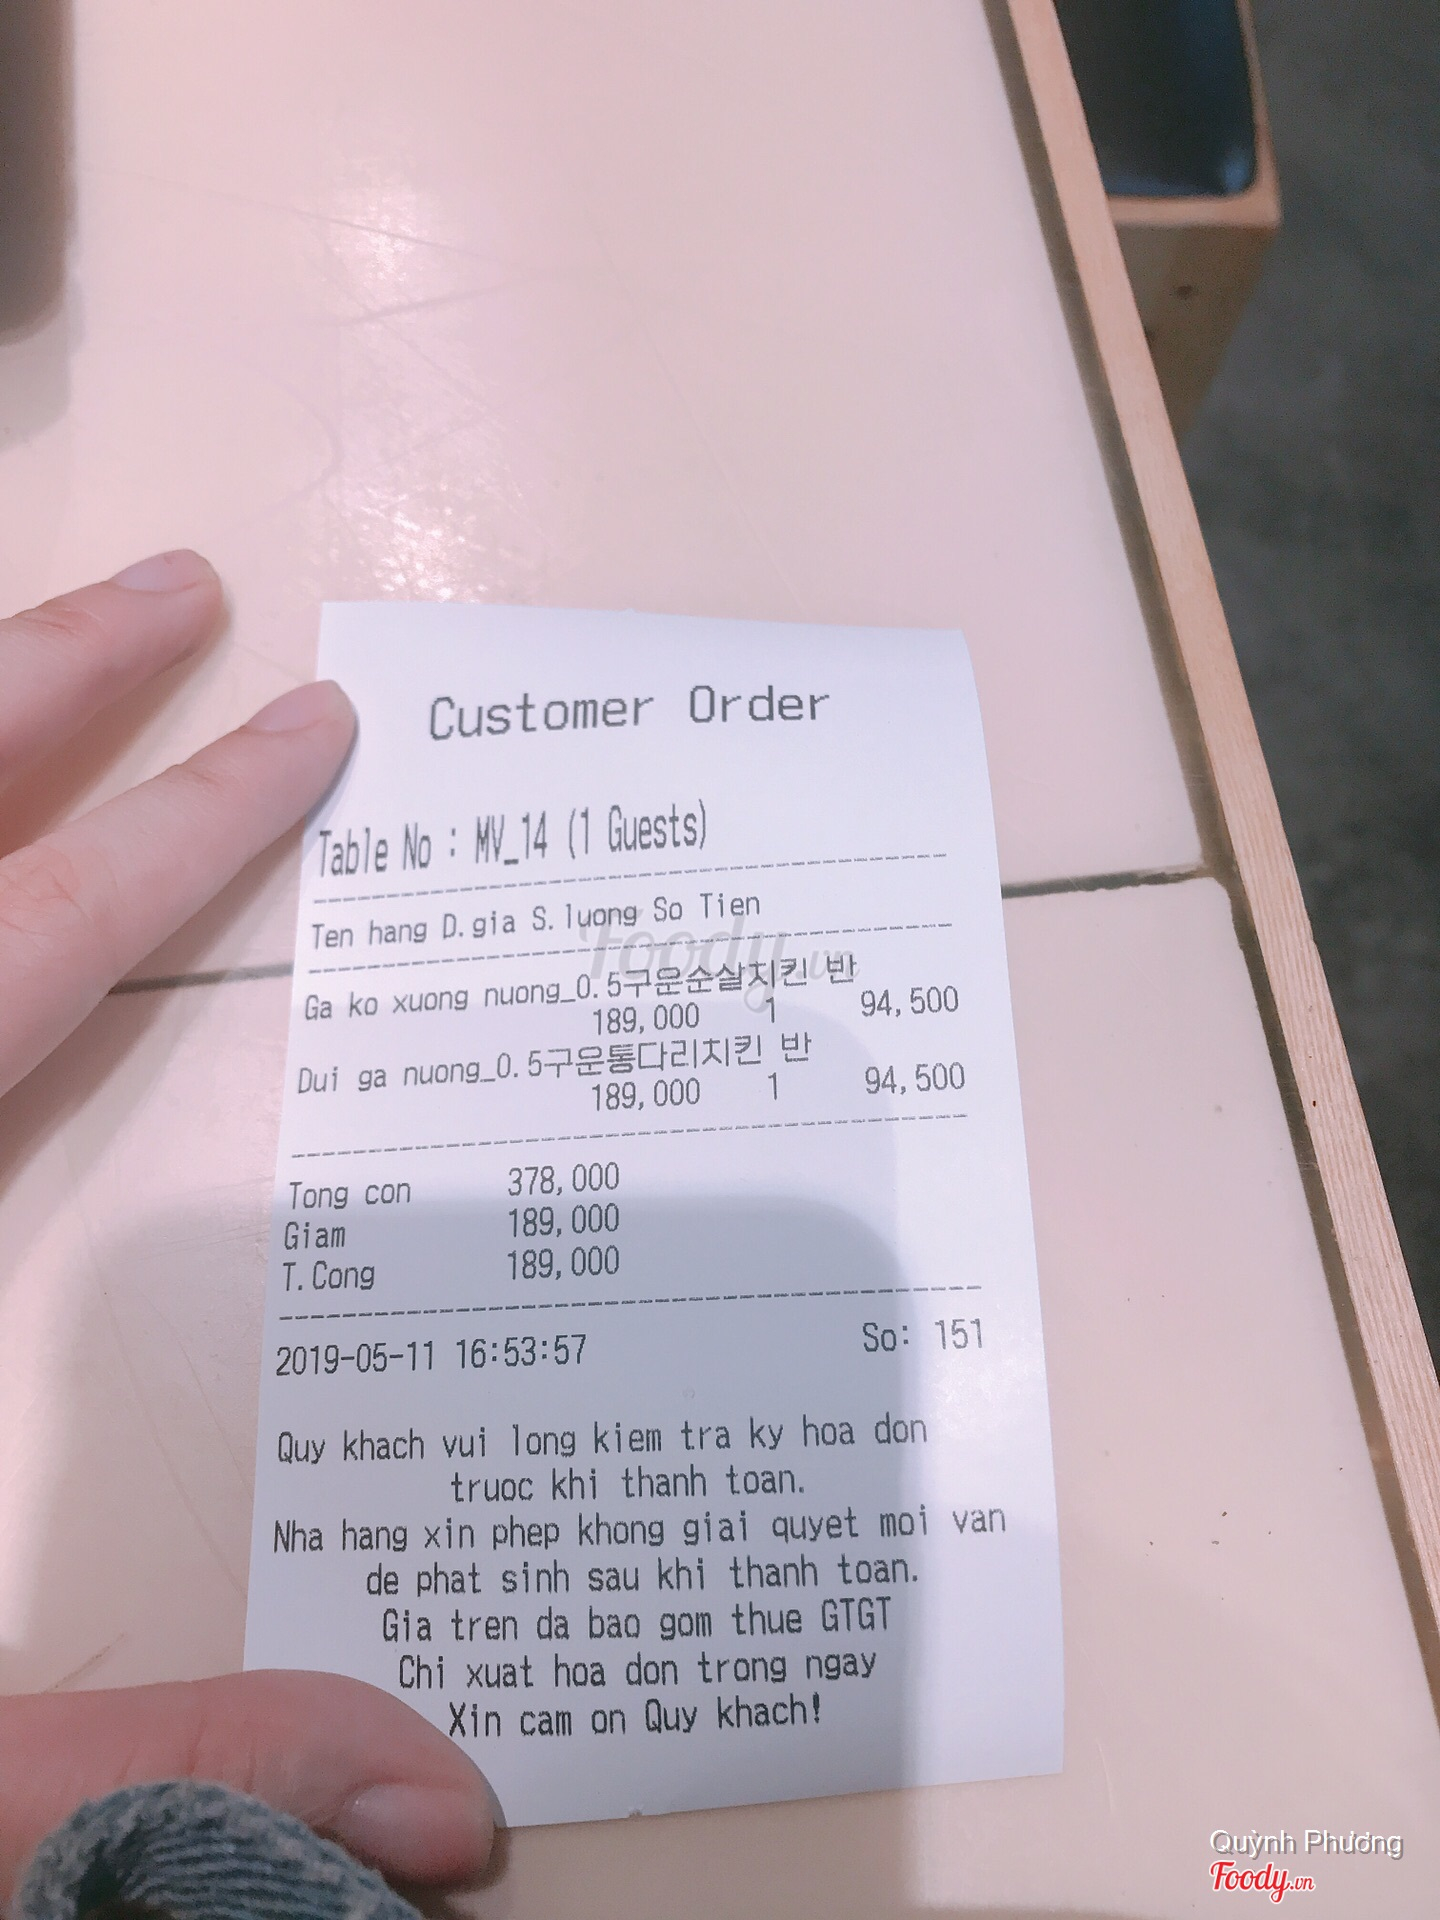 Customer Order
Table No : MV_14 (1 Guests)
Ten hang D.gia S.luong So Tien
Ga ko xuong nuong_0.5구운순살치킨 반
189,000 1 94,500
Dui ga nuong_0.5구운통다리치킨 반
189,000 1 94,500
Tong con 378,000
Giam 189,000
T.Cong 189,000
2019-05-11 16:53:57 So: 151
Quy khach vui long kiem tra ky hoa don
truoc khi thanh toan.
Nha hang xin phep khong giai quyet moi van
de phat sinh sau khi thanh toan.
Gia tren da bao gom thue GTGT
Chi xuat hoa don trong ngay
Xin cam on Quy khach!
Foody.vn
Quỳnh Phương
Foody.vn